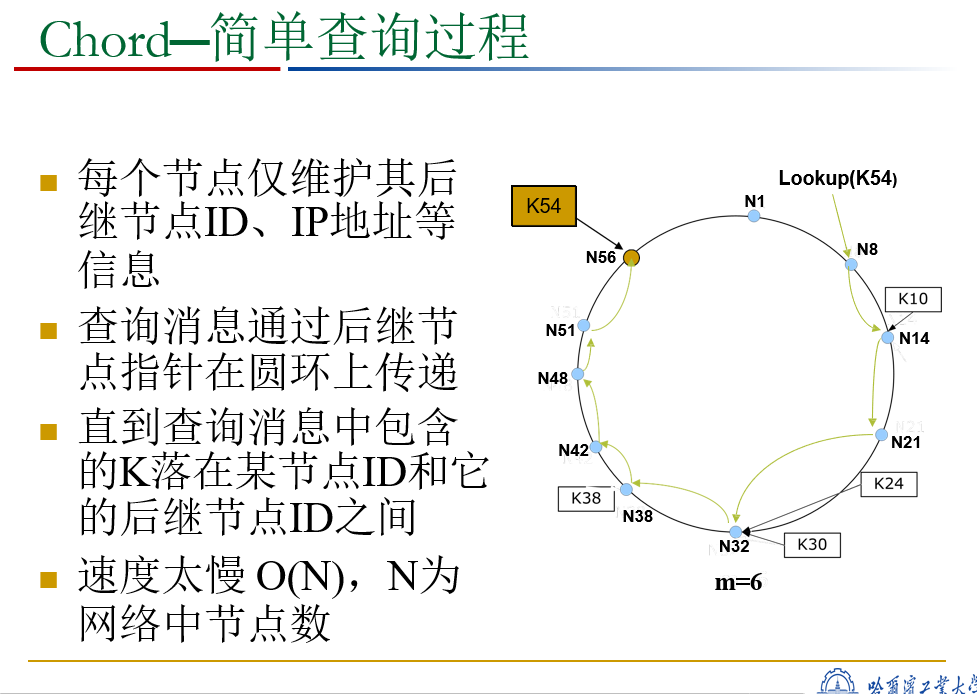 Chord—简单查询过程
每个节点仅维护其后
继节点ID、IP地址等
信息
查询消息通过后继节
点指针在圆环上传递
直到查询消息中包含
的K落在某节点ID和它
的后继节点ID之间
速度太慢 O(N)，N为
网络中节点数
Lookup(K54)
K54
N1
N56
N8
K10
N51
N14
N48
N21
N42
K24
K38
N38
N32
K30
m=6
哈尔滨工业大学